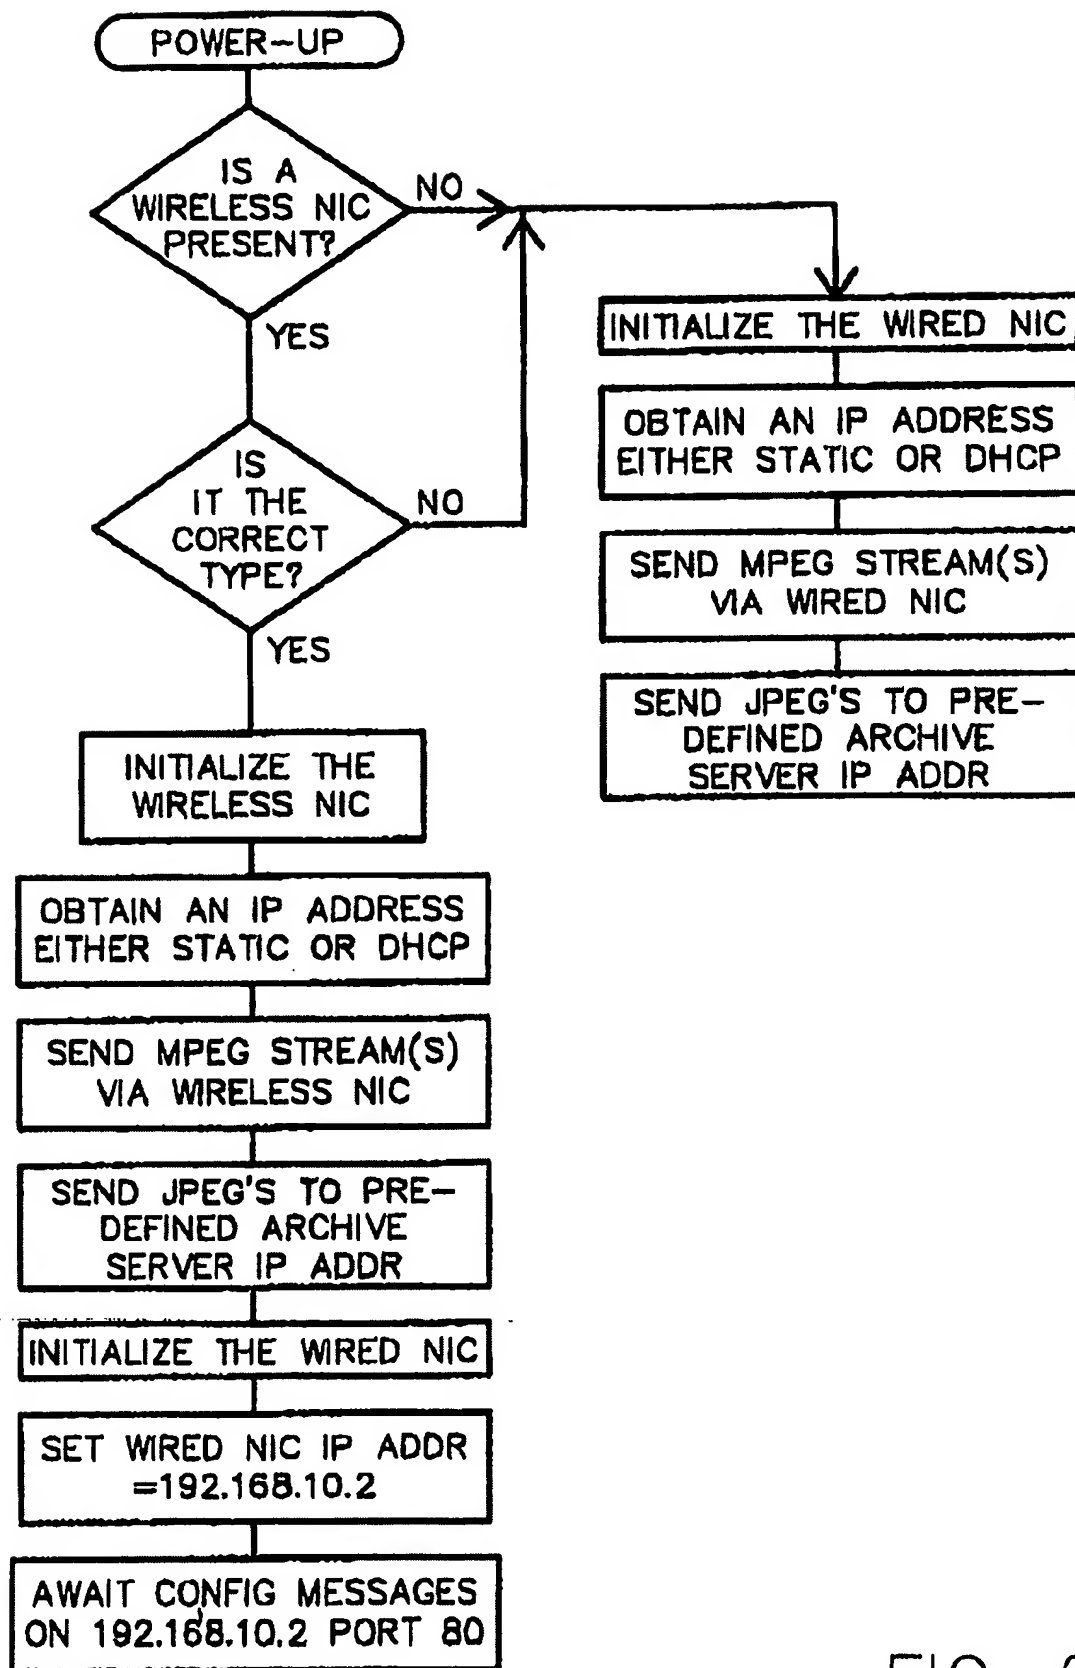 POWER-UP
IS A
WIRELESS NIC
PRESENT?
NO
YES
IS
IT THE
CORRECT
TYPE?
NO
YES
INITIALIZE THE
WIRELESS NIC
OBTAIN AN IP ADDRESS
EITHER STATIC OR DHCP
SEND MPEG STREAM(S)
VIA WIRELESS NIC
SEND JPEG'S TO PRE-
DEFINED ARCHIVE
SERVER IP ADDR
INITIALIZE THE WIRED NIC
SET WIRED NIC IP ADDR
=192.168.10.2
AWAIT CONFIG MESSAGES
ON 192.168.10.2 PORT 80
INITIALIZE THE WIRED NIC
OBTAIN AN IP ADDRESS
EITHER STATIC OR DHCP
SEND MPEG STREAM(S)
VIA WIRED NIC
SEND JPEG'S TO PRE-
DEFINED ARCHIVE
SERVER IP ADDR
FIG.